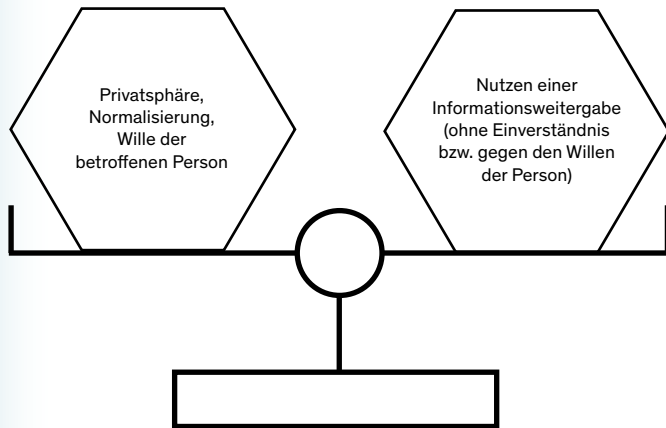 Privatsphäre,
Normalisierung,
Wille der
betroffenen Person
Nutzen einer
Informationsweitergabe
(ohne Einverständnis
bzw. gegen den Willen
der Person)